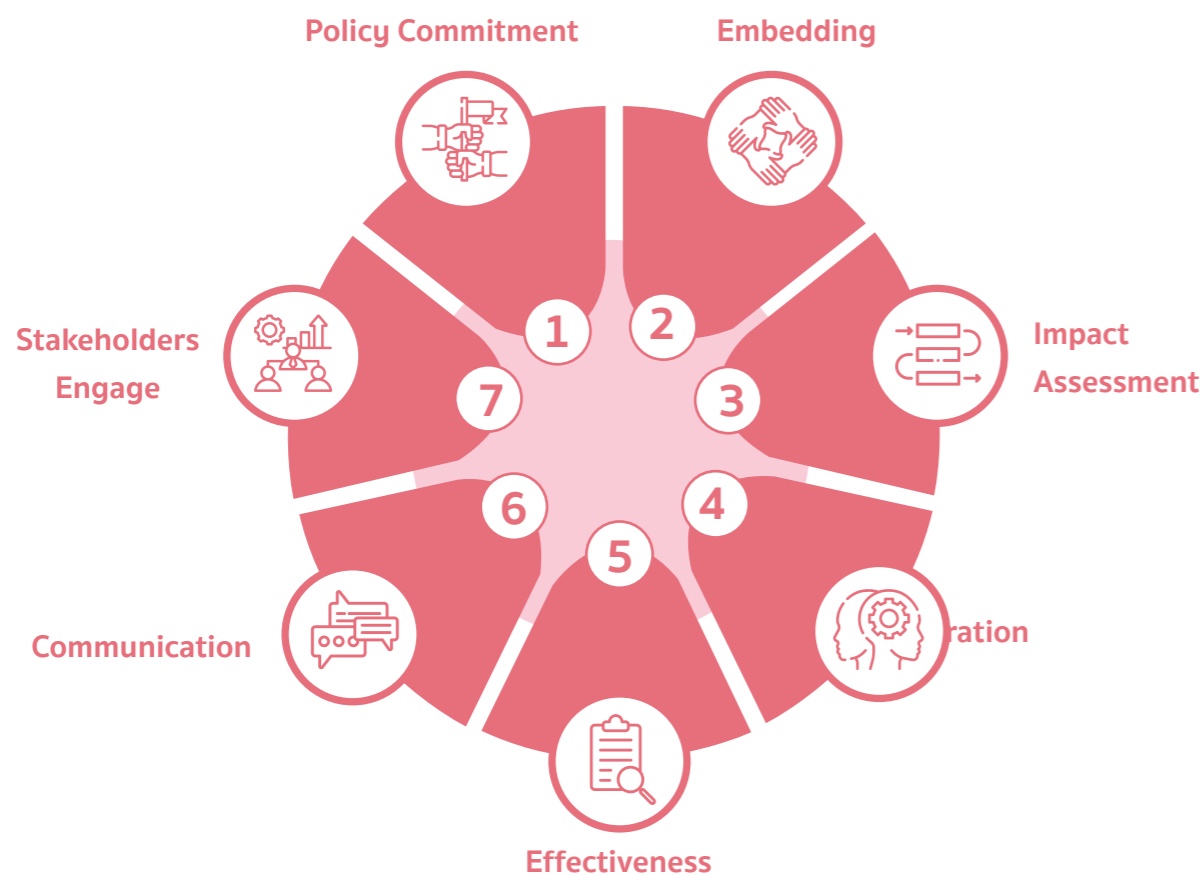 Policy Commitment
Embedding
Impact
Assessment
ration
Effectiveness
Communication
Stakeholders
Engage
1
2
3
4
5
6
7